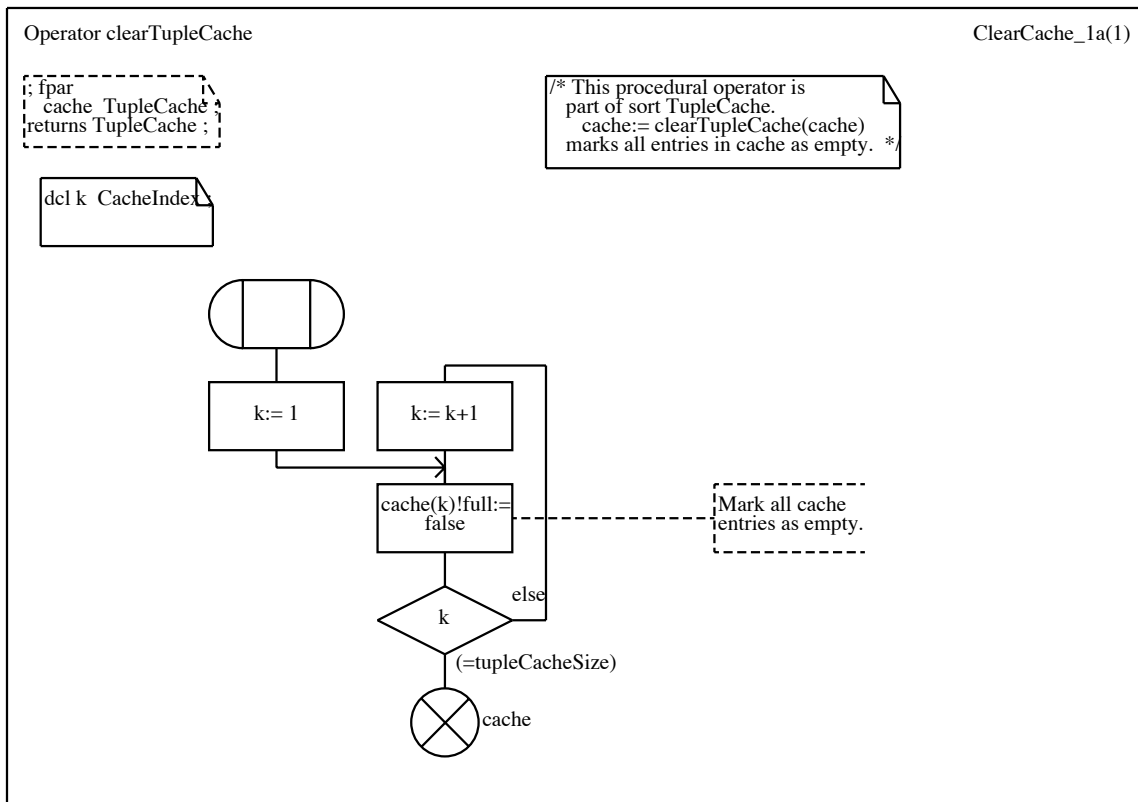 Operator clearTupleCache
ClearCache_1a(1)
; fpar
cache TupleCache ;
returns TupleCache ;
/* This procedural operator is
part of sort TupleCache.
cache:= clearTupleCache(cache)
marks all entries in cache as empty. */
dcl k CacheIndex ;
k:= 1
k:= k+1
cache(k)!full:=
false
Mark all cache
entries as empty.
else
k
(=tupleCacheSize)
cache